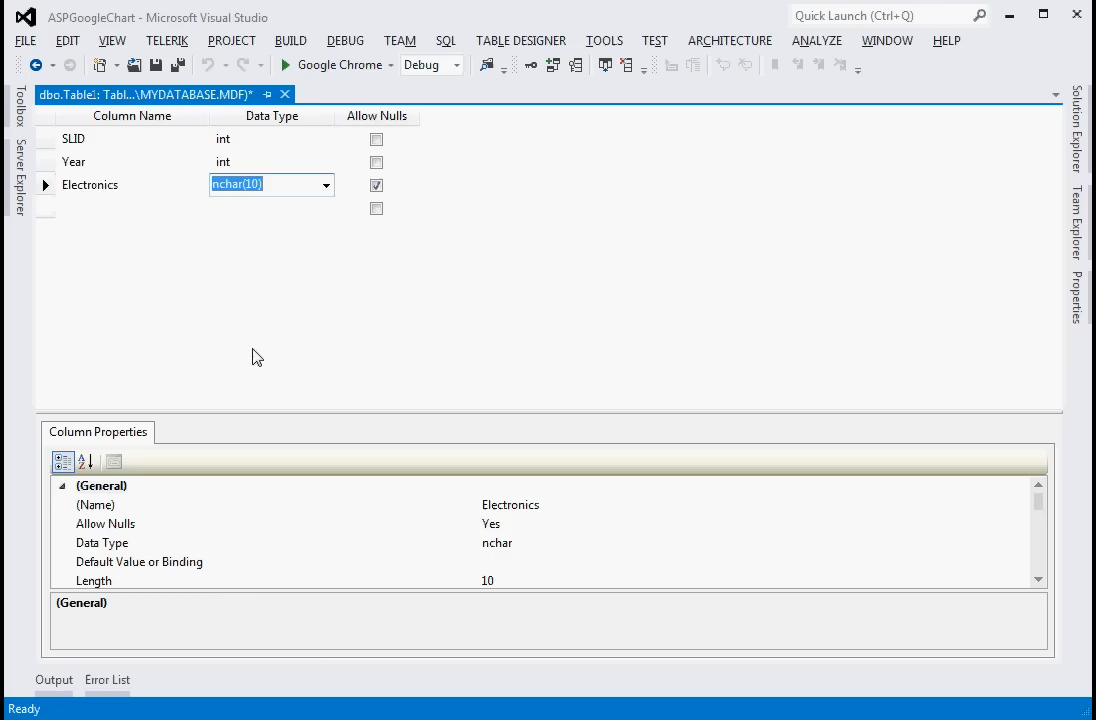 ASPGoogleChart - Microsoft Visual Studio
Quick Launch (Ctrl+Q)
FILE EDIT VIEW TELERIK PROJECT BUILD DEBUG TEAM SQL TABLE DESIGNER TOOLS TEST ARCHITECTURE ANALYZE WINDOW HELP
Google Chrome Debug
Toolbox
Server Explorer
dbo.Table1: Tabl...\MYDATABASE.MDF)*
Column Name Data Type Allow Nulls
SLID int
Year int
Electronics nchar(10)
Solution Explorer
Team Explorer
Properties
Column Properties
A
Z
(General)
(Name) Electronics
Allow Nulls Yes
Data Type nchar
Default Value or Binding
Length 10
(General)
Output Error List
Ready